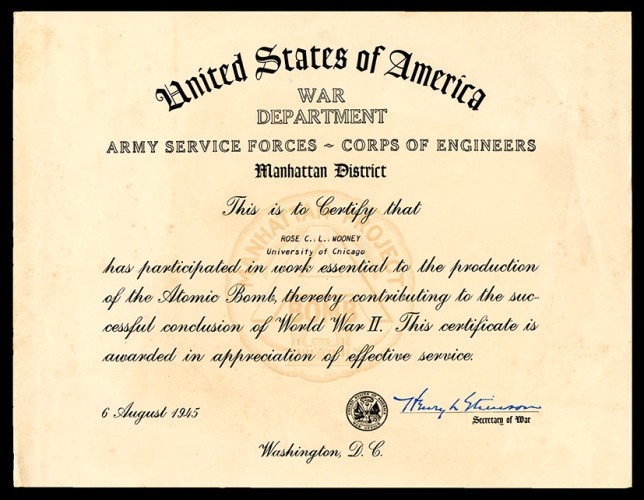 United States of America
WAR
DEPARTMENT
ARMY SERVICE FORCES ~ CORPS OF ENGINEERS
Manhattan District
This is to Certify that
ROSE C. L. MOONEY
University of Chicago
has participated in work essential to the production
of the Atomic Bomb, thereby contributing to the suc-
cessful conclusion of World War II. This certificate is
awarded in appreciation of effective service.
6 August 1945
Henry L Stimson
Secretary of War
Washington, D. C.
MANHATTAN PROJECT
BOMB